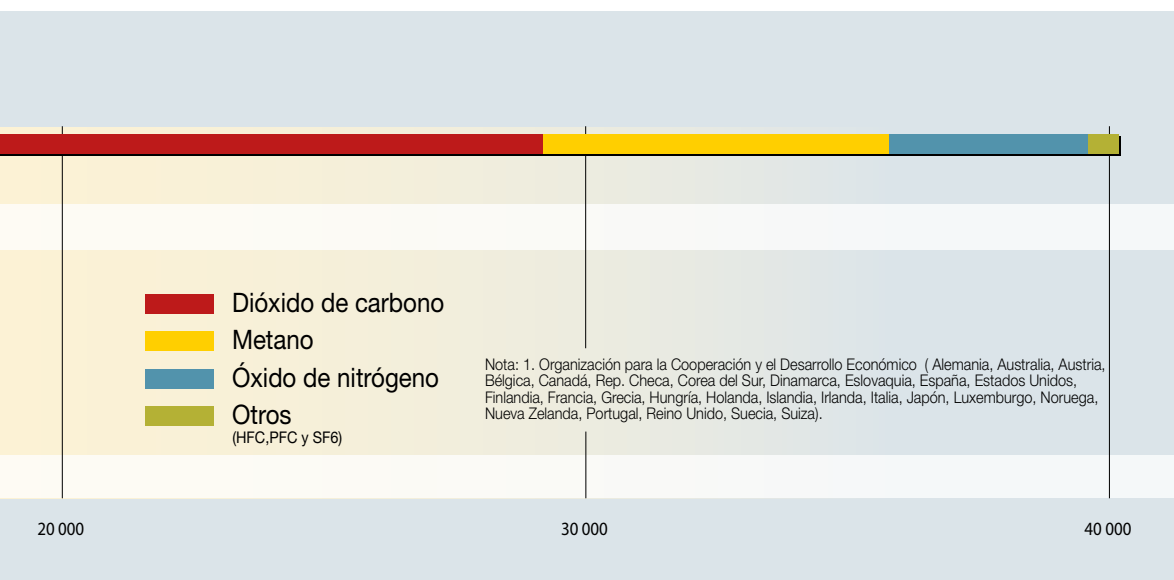 Dióxido de carbono
Metano
Óxido de nitrógeno
Otros
(HFC,PFC y SF6)
Nota: 1. Organización para la Cooperación y el Desarrollo Económico ( Alemania, Australia, Austria,
Bélgica, Canadá, Rep. Checa, Corea del Sur, Dinamarca, Eslovaquia, España, Estados Unidos,
Finlandia, Francia, Grecia, Hungría, Holanda, Islandia, Irlanda, Italia, Japón, Luxemburgo, Noruega,
Nueva Zelanda, Portugal, Reino Unido, Suecia, Suiza).
20 000
30 000
40 000